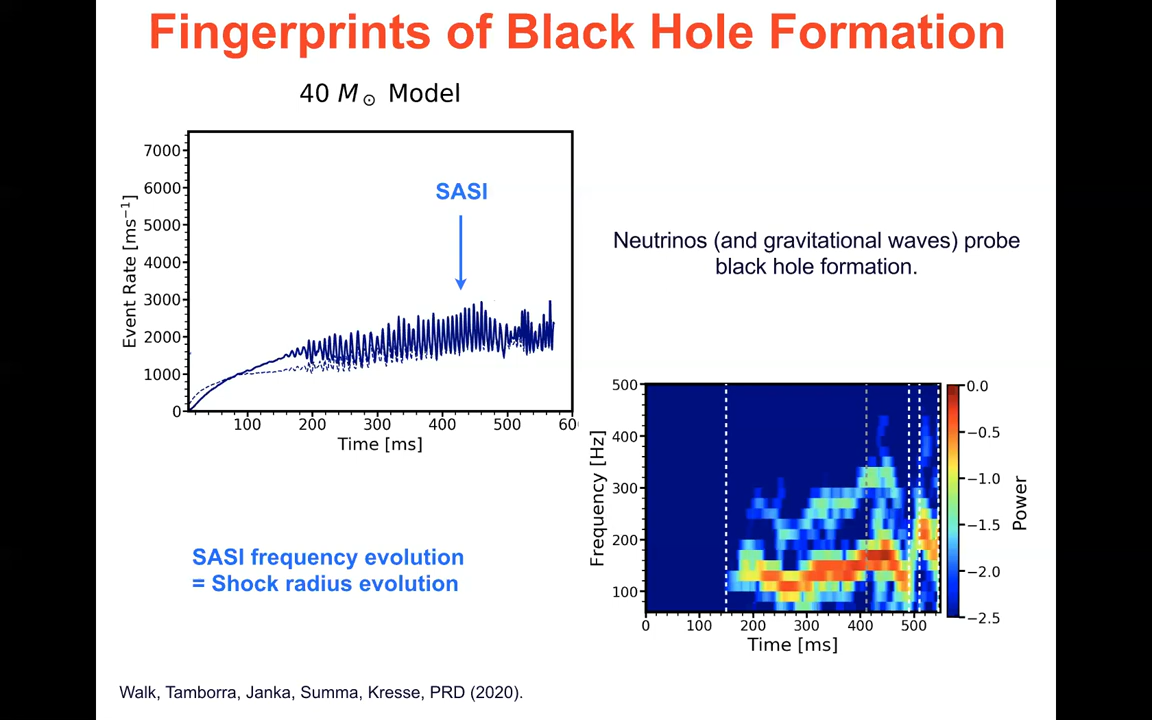 Fingerprints of Black Hole Formation
40 M⊙ Model
7000
6000
5000
4000
3000
2000
1000
0
Event Rate [ms⁻¹]
SASI
100 200 300 400 500 60
Time [ms]
Neutrinos (and gravitational waves) probe
black hole formation.
500
400
300
200
100
Frequency [Hz]
0 100 200 300 400 500
Time [ms]
0.0
−0.5
−1.0
−1.5
−2.0
−2.5
Power
SASI frequency evolution
= Shock radius evolution
Walk, Tamborra, Janka, Summa, Kresse, PRD (2020).